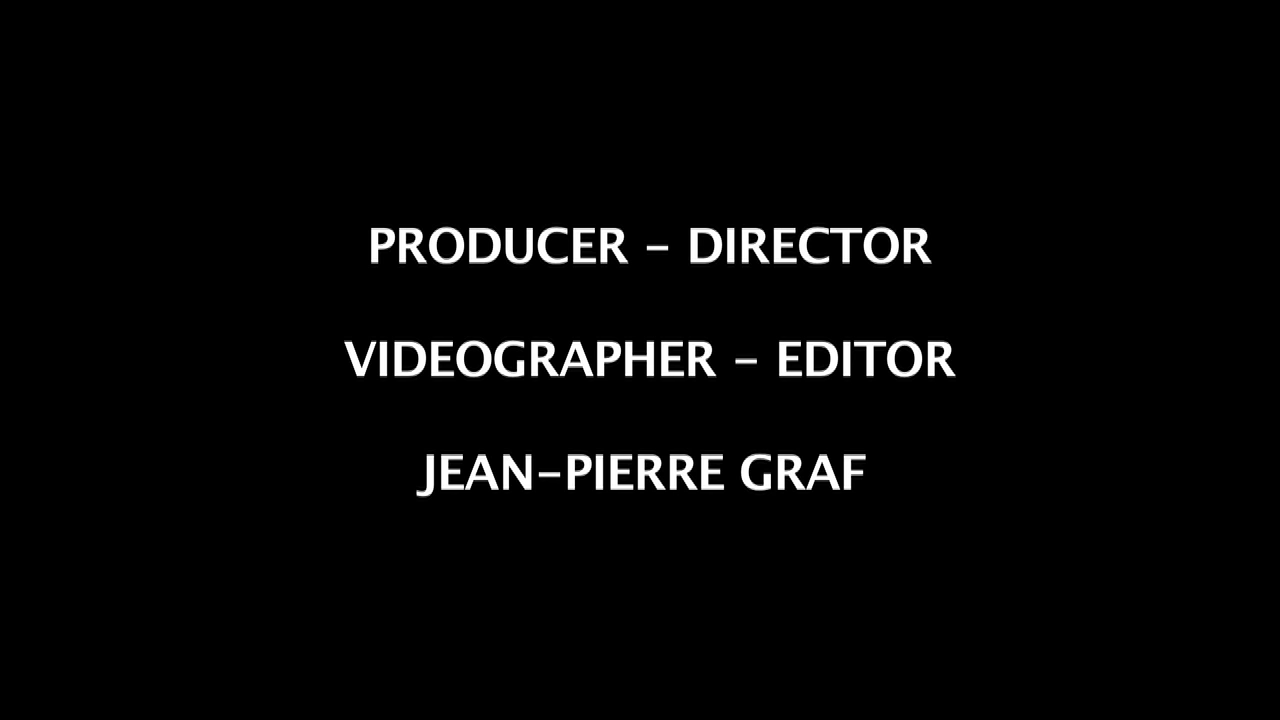 PRODUCER – DIRECTOR
VIDEOGRAPHER – EDITOR
JEAN–PIERRE GRAF